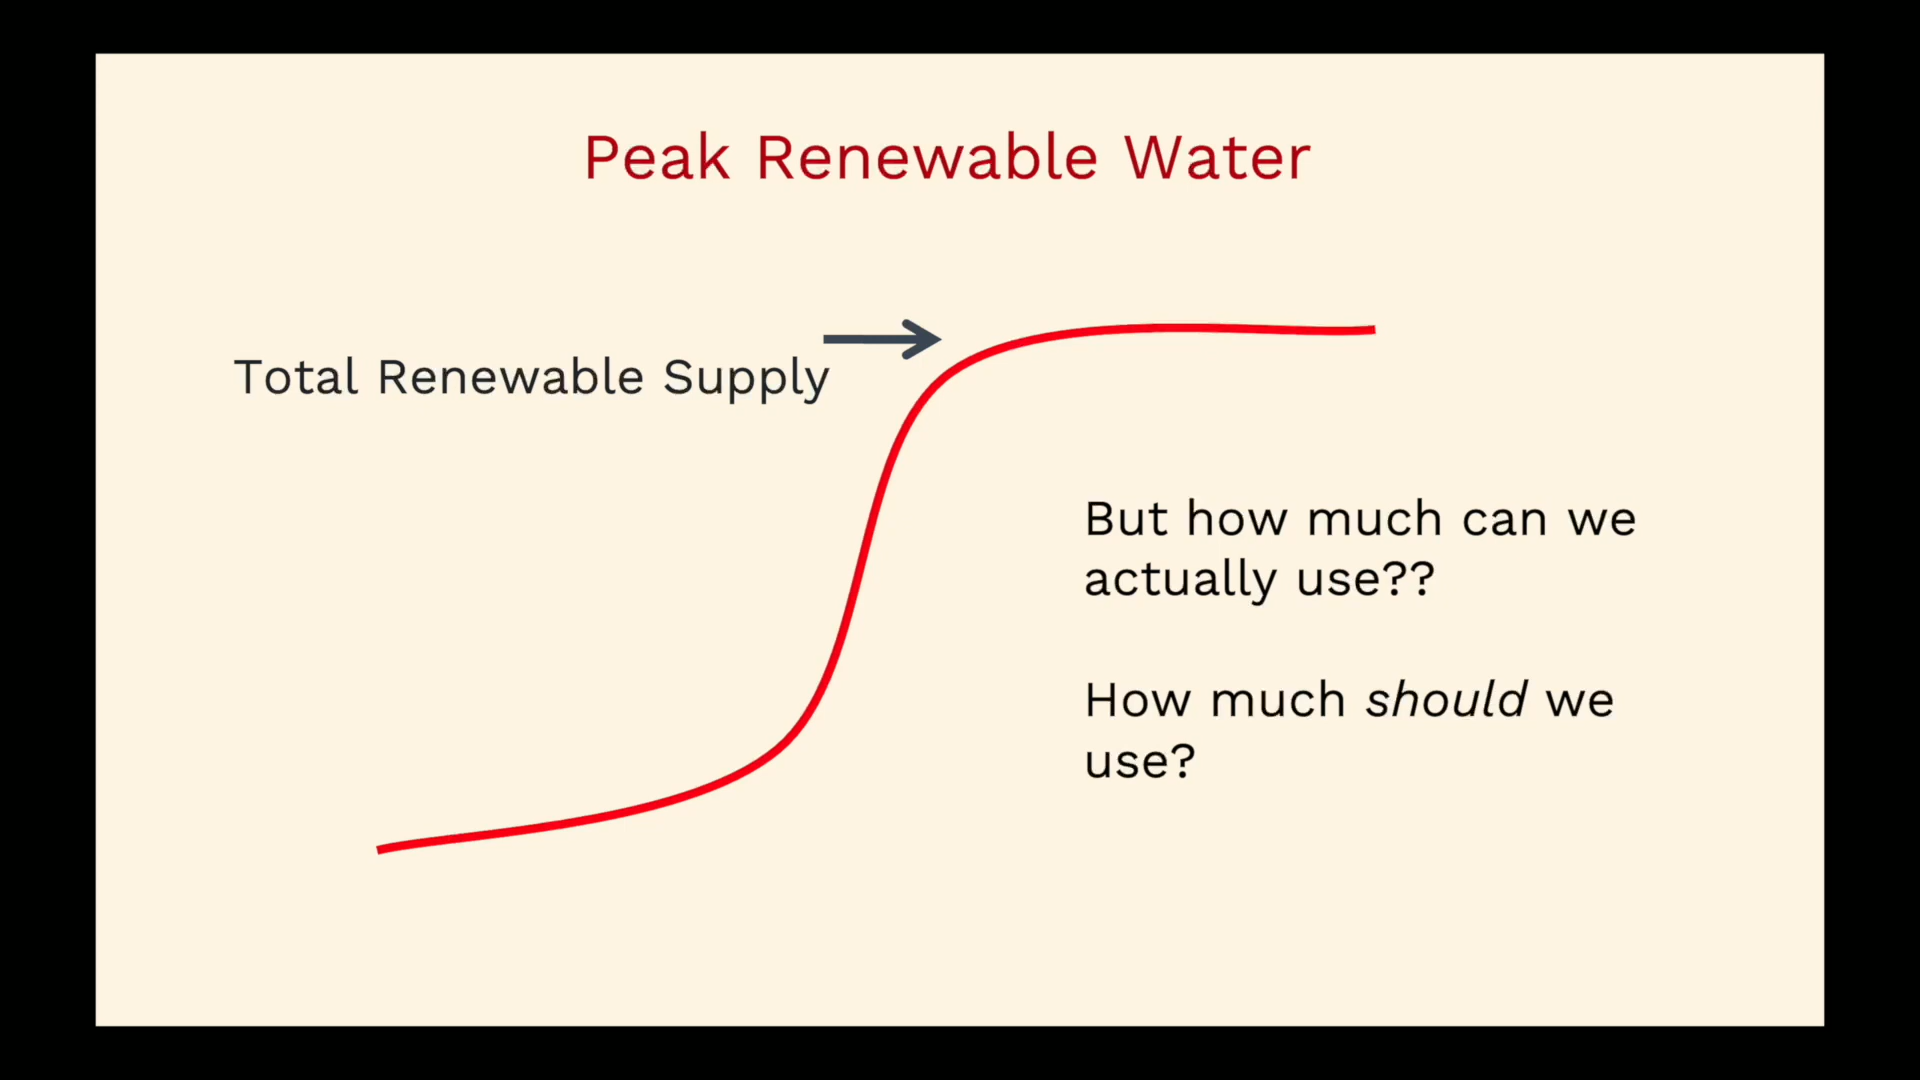 Peak Renewable Water
Total Renewable Supply
But how much can we
actually use??
How much should we
use?